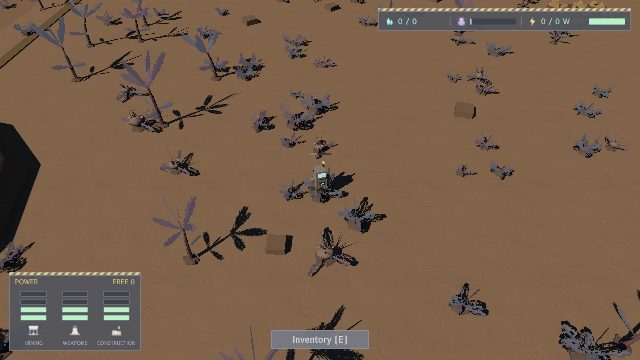 0 / 0
0 / 0 W
POWER
FREE 0
MINING
WEAPONS
CONSTRUCTION
Inventory [E]